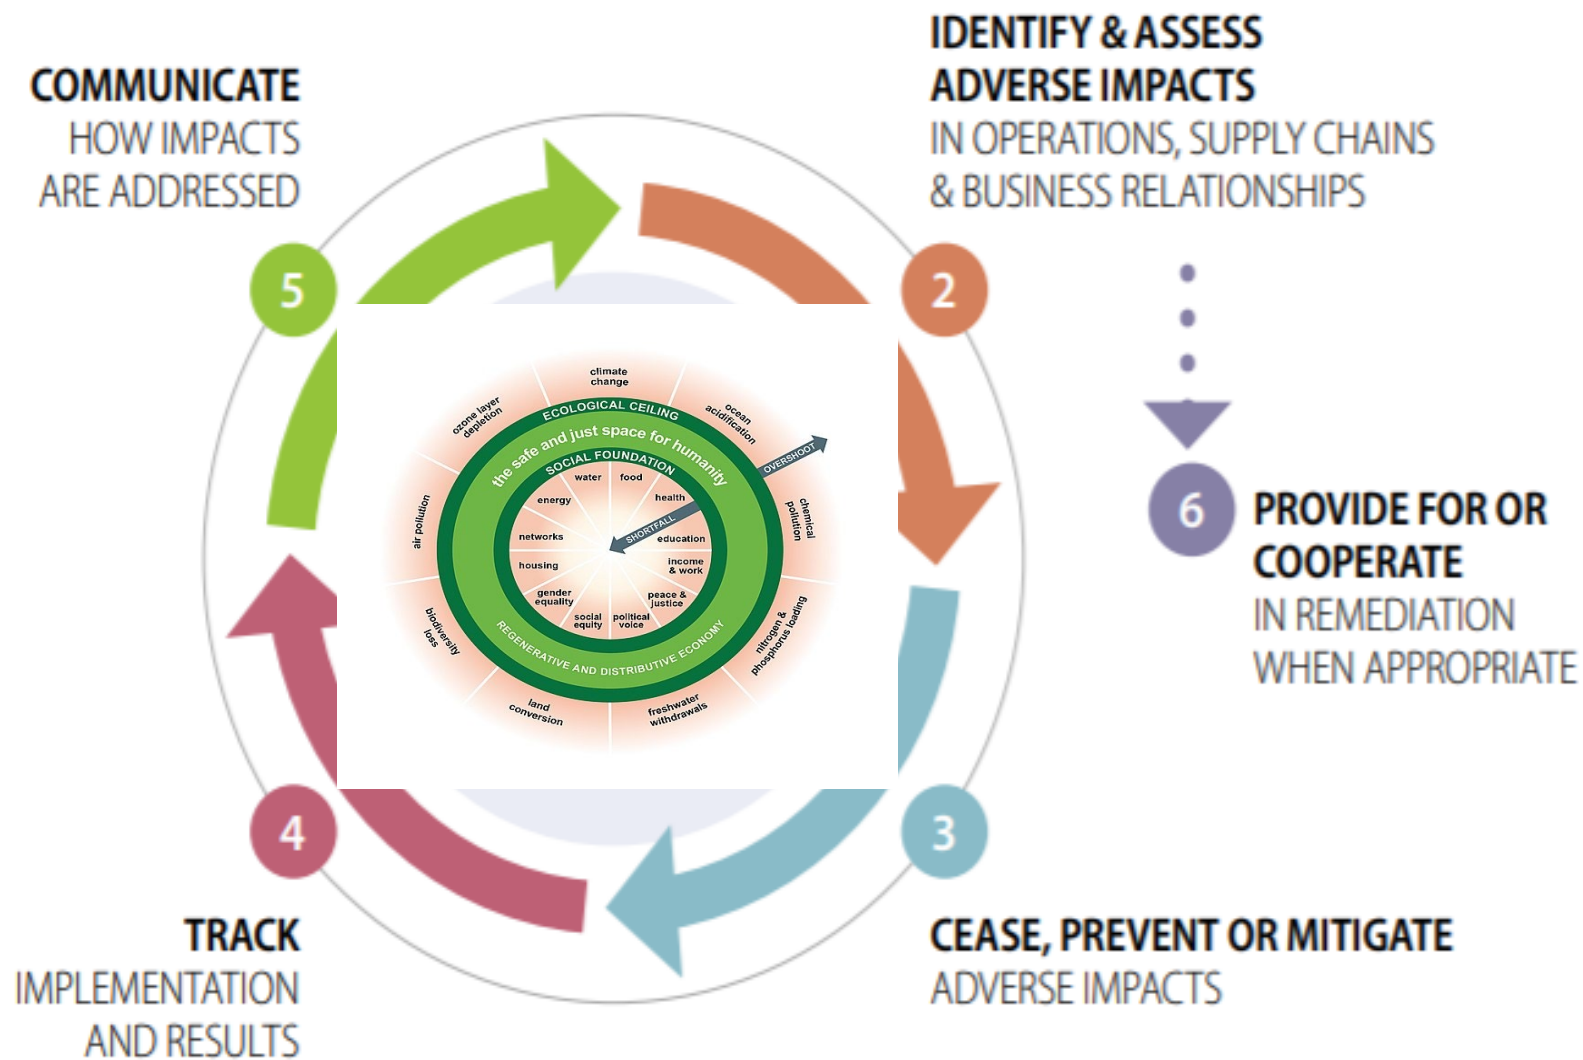 COMMUNICATE
HOW IMPACTS
ARE ADDRESSED
5
IDENTIFY & ASSESS
ADVERSE IMPACTS
IN OPERATIONS, SUPPLY CHAINS
& BUSINESS RELATIONSHIPS
2
6
PROVIDE FOR OR
COOPERATE
IN REMEDIATION
WHEN APPROPRIATE
climate
change
ocean
acidification
chemical
pollution
nitrogen &
phosphorus loading
freshwater
withdrawals
land
conversion
biodiversity
loss
air pollution
ozone layer
depletion
ECOLOGICAL CEILING
the safe and just space for humanity
SOCIAL FOUNDATION
OVERSHOOT
SHORTFALL
water
food
health
education
income
& work
peace &
justice
political
voice
social
equity
gender
equality
housing
networks
energy
REGENERATIVE AND DISTRIBUTIVE ECONOMY
4
TRACK
IMPLEMENTATION
AND RESULTS
3
CEASE, PREVENT OR MITIGATE
ADVERSE IMPACTS